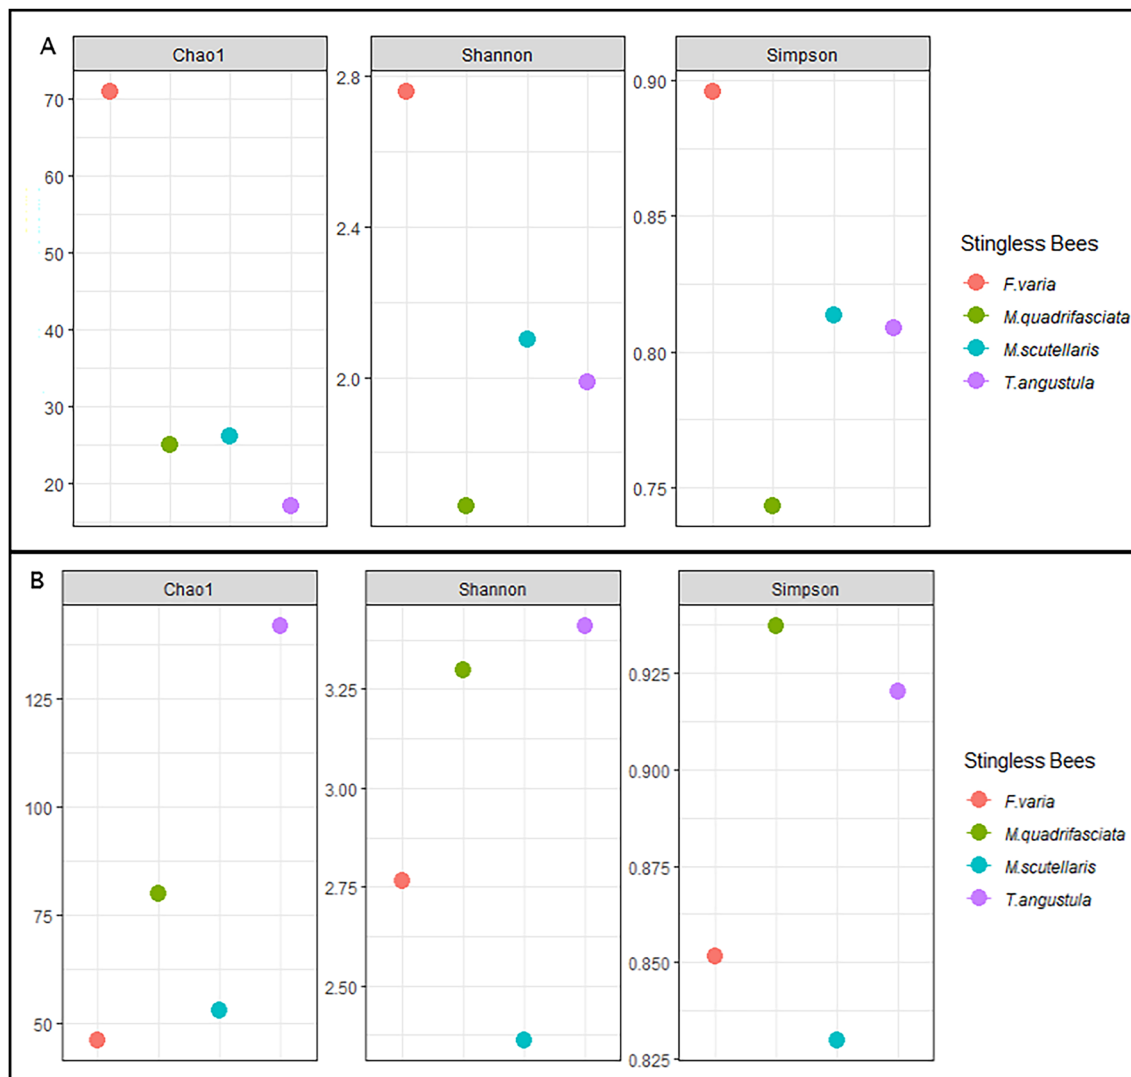 A
Chao1
Shannon
Simpson
70
60
50
40
30
20
2.8
2.4
2.0
0.90
0.85
0.80
0.75
Stingless Bees
F.varia
M.quadrifasciata
M.scutellaris
T.angustula
B
Chao1
Shannon
Simpson
125
100
75
50
3.25
3.00
2.75
2.50
0.925
0.900
0.875
0.850
0.825
Stingless Bees
F.varia
M.quadrifasciata
M.scutellaris
T.angustula